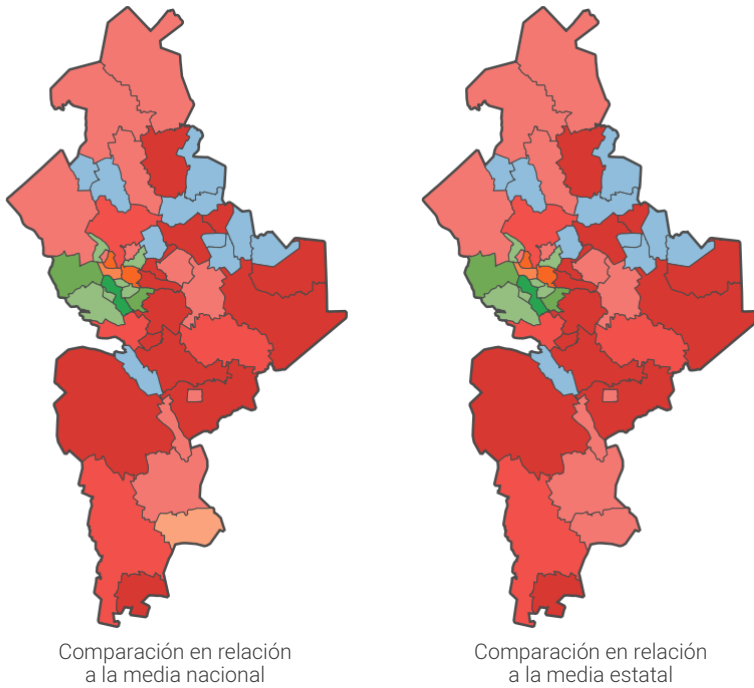 Comparación en relación
a la media nacional
Comparación en relación
a la media estatal